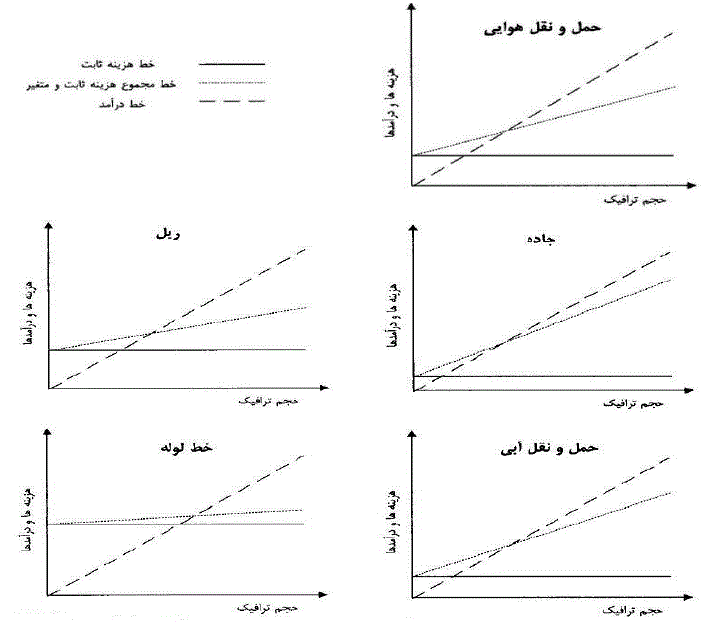 حمل و نقل هوایی
هزینه ها و درآمدها
حجم ترافیک
خط هزینه ثابت
خط مجموع هزینه ثابت و متغیر
خط درآمد
جاده
هزینه ها و درآمدها
حجم ترافیک
ریل
هزینه ها و درآمدها
حجم ترافیک
حمل و نقل آبی
هزینه ها و درآمدها
حجم ترافیک
خط لوله
هزینه ها و درآمدها
حجم ترافیک